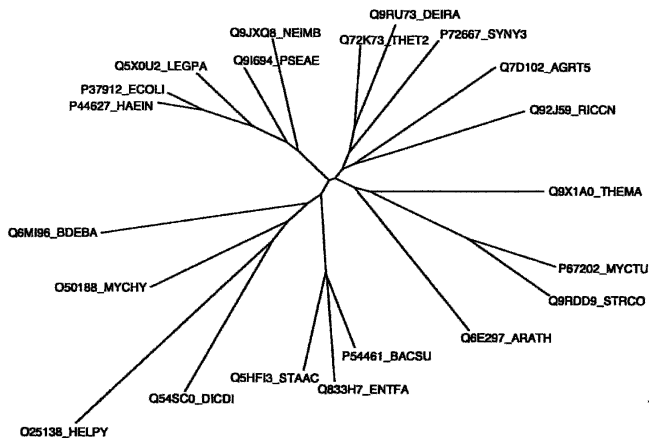 Q9RU73_DEIRA
Q9JXQ8_NEIMB
Q72K73_THET2
P72667_SYNY3
Q9I694_PSEAE
Q5X0U2_LEGPA
Q7D102_AGRT5
P37912_ECOLI
P44627_HAEIN
Q92J59_RICCN
Q9X1A0_THEMA
Q6MI96_BDEBA
P67202_MYCTU
O50188_MYCHY
Q9RDD9_STRCO
Q6E297_ARATH
P54461_BACSU
Q5HFI3_STAAC
Q833H7_ENTFA
Q54SC0_DICDI
O25138_HELPY